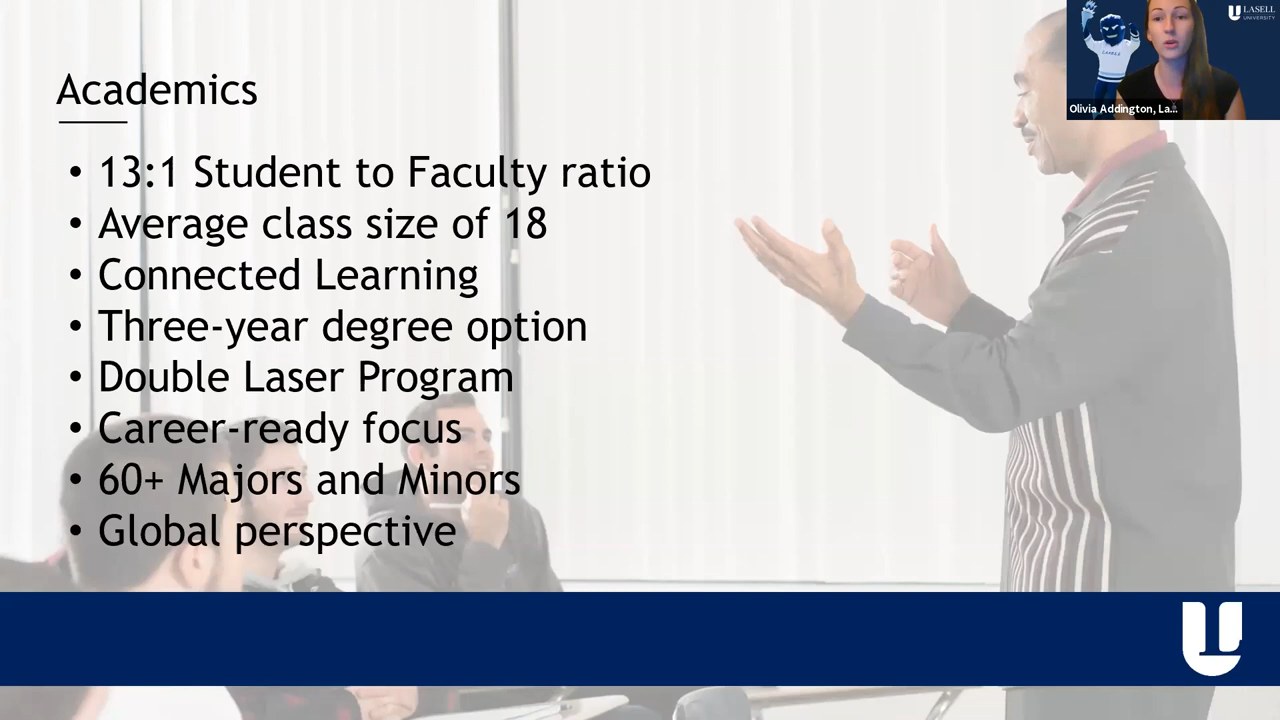 Academics
• 13:1 Student to Faculty ratio
• Average class size of 18
• Connected Learning
• Three-year degree option
• Double Laser Program
• Career-ready focus
• 60+ Majors and Minors
• Global perspective
LASELL
UNIVERSITY
Olivia Addington, La...